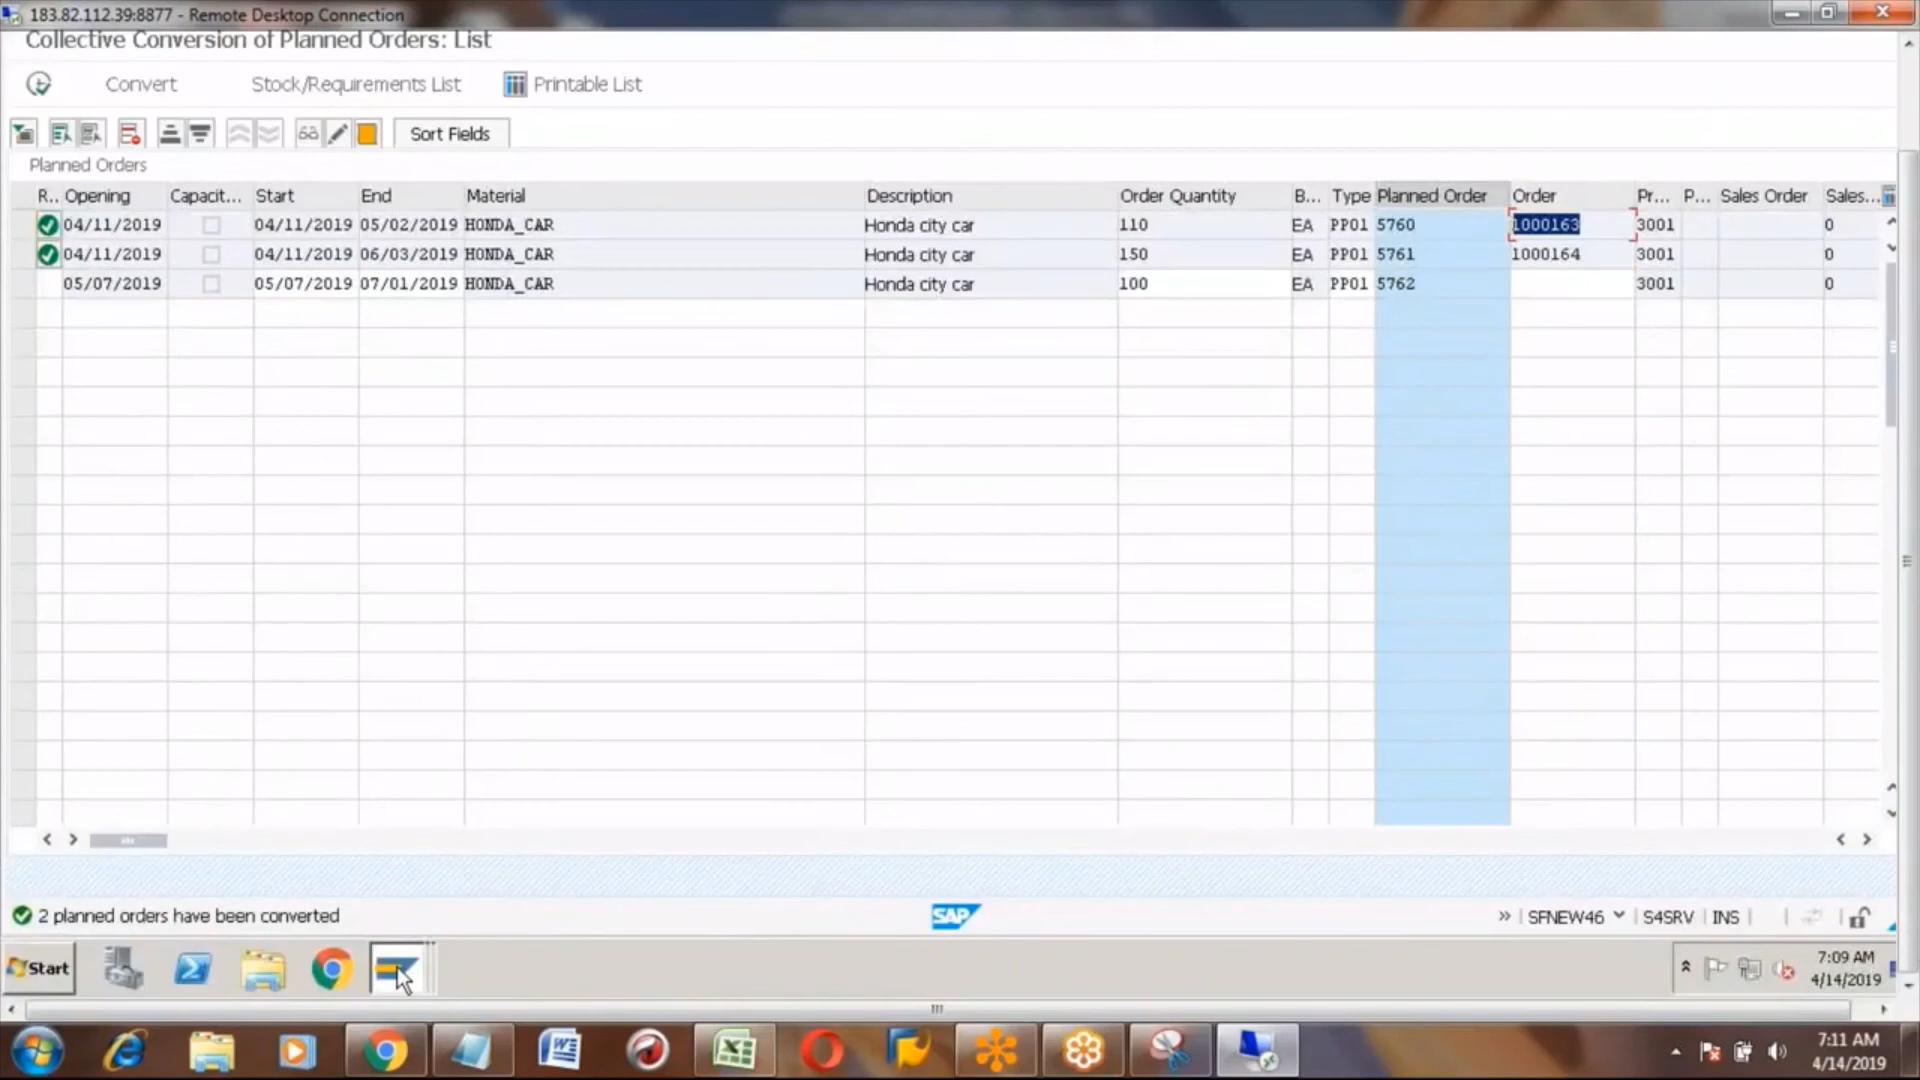 183.82.112.39:8877 - Remote Desktop Connection
Collective Conversion of Planned Orders: List
Convert Stock/Requirements List Printable List
Sort Fields
Planned Orders
R.. Opening Capacit... Start End Material Description Order Quantity B... Type Planned Order Order Pr... P... Sales Order Sales...
04/11/2019 04/11/2019 05/02/2019 HONDA_CAR Honda city car 110 EA PP01 5760 1000163 3001 0
04/11/2019 04/11/2019 06/03/2019 HONDA_CAR Honda city car 150 EA PP01 5761 1000164 3001 0
05/07/2019 05/07/2019 07/01/2019 HONDA_CAR Honda city car 100 EA PP01 5762 3001 0
2 planned orders have been converted SAP SFNEW46 S4SRV INS
Start
7:09 AM
4/14/2019
7:11 AM
4/14/2019